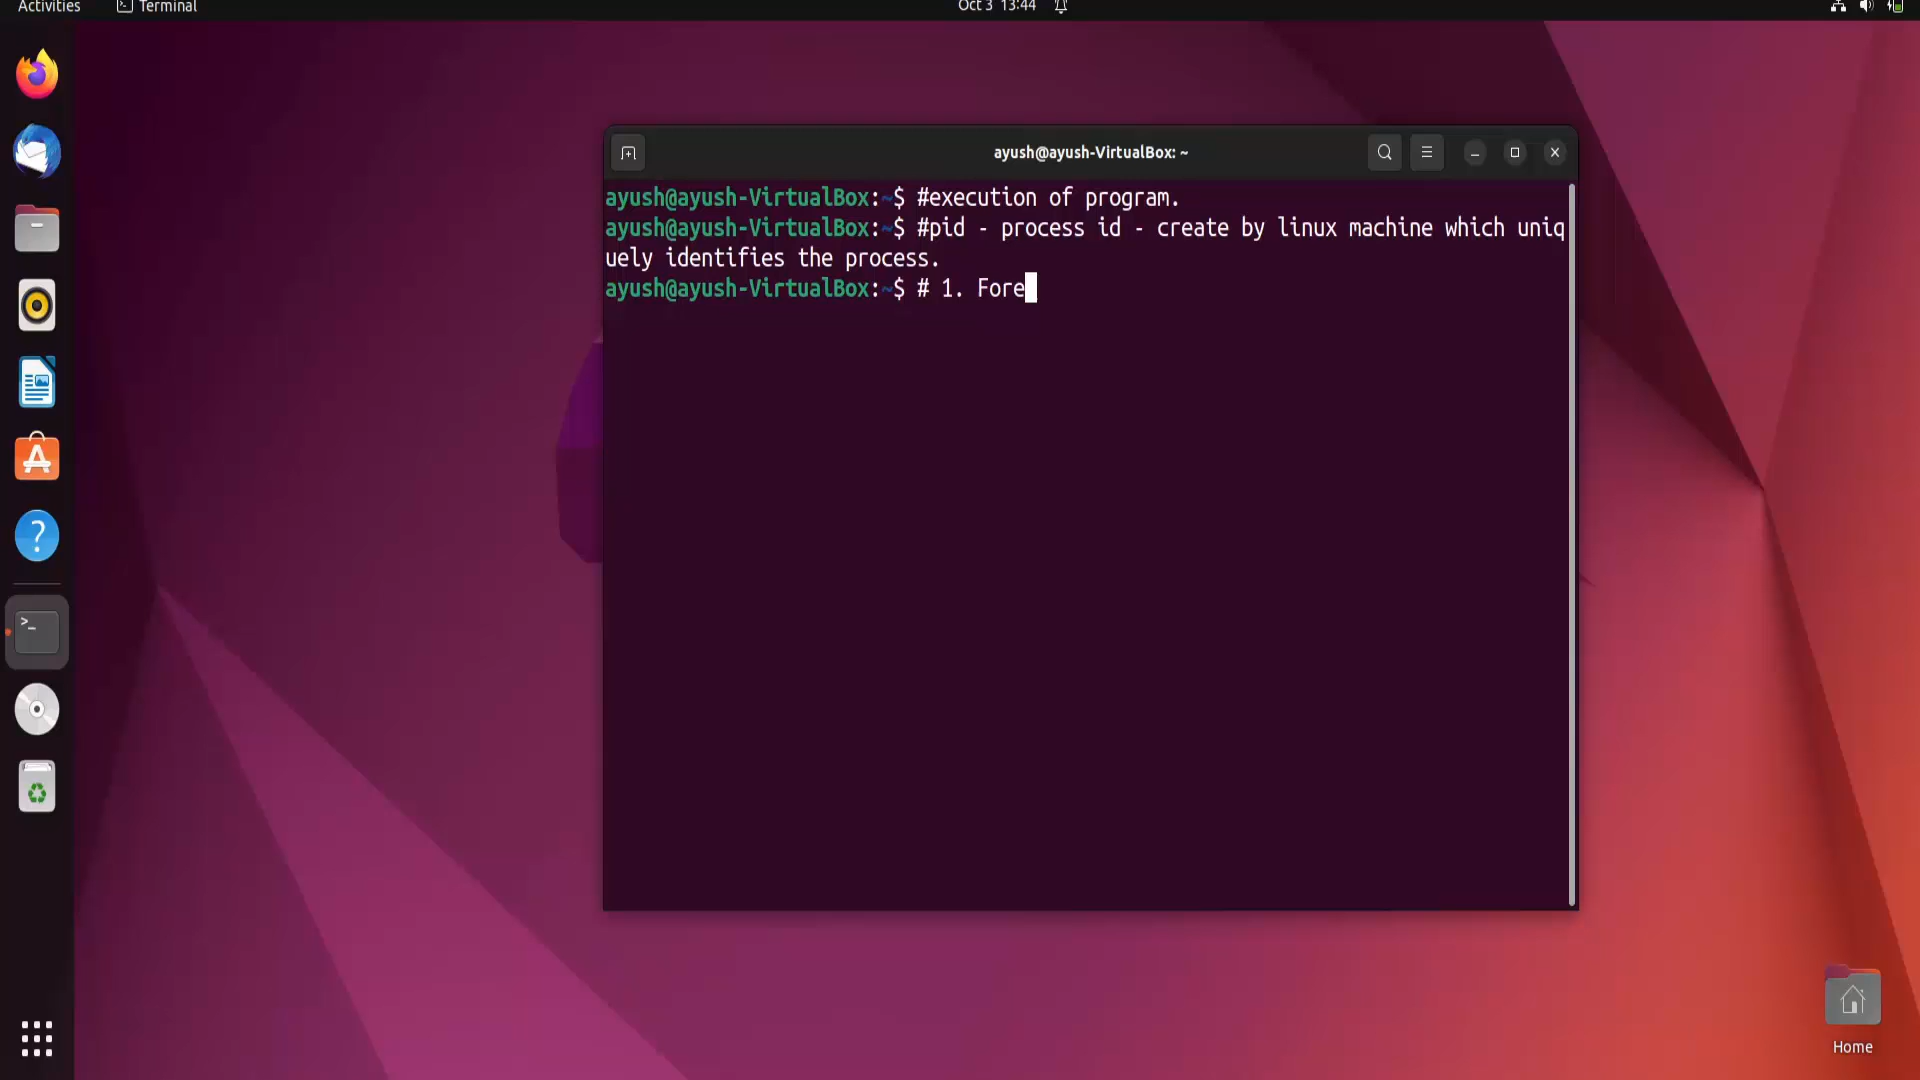 Activities
Terminal
Oct 3 13:44
ayush@ayush-VirtualBox: ~
ayush@ayush-VirtualBox:~$ #execution of program.
ayush@ayush-VirtualBox:~$ #pid - process id - create by linux machine which uniq
uely identifies the process.
ayush@ayush-VirtualBox:~$ # 1. Fore
Home